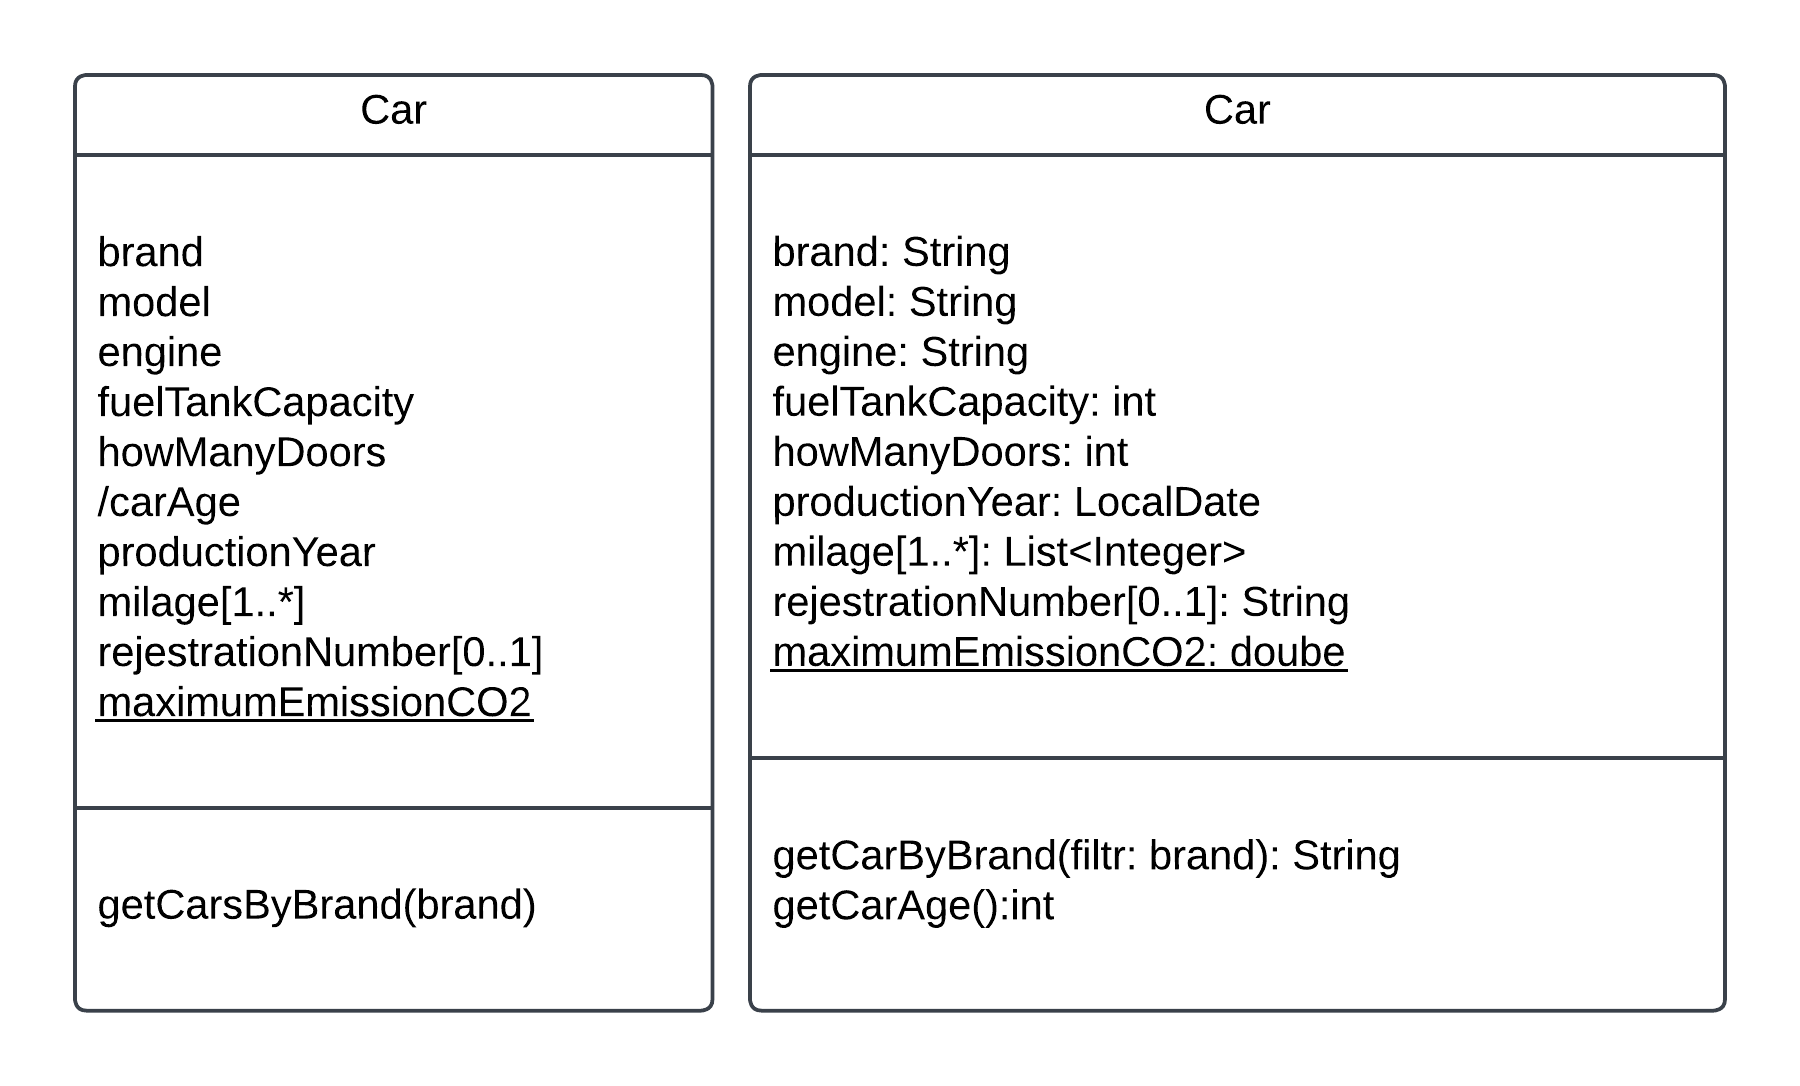 Car
brand
model
engine
fuelTankCapacity
howManyDoors
/carAge
productionYear
milage[1..*]
rejestrationNumber[0..1]
maximumEmissionCO2
getCarsByBrand(brand)
Car
brand: String
model: String
engine: String
fuelTankCapacity: int
howManyDoors: int
productionYear: LocalDate
milage[1..*]: List<Integer>
rejestrationNumber[0..1]: String
maximumEmissionCO2: doube
getCarByBrand(filtr: brand): String
getCarAge():int